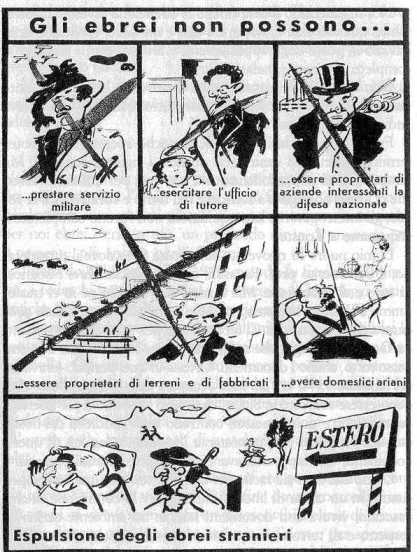 Gli ebrei non possono...
...prestare servizio
militare
...esercitare l'ufficio
di tutore
...essere proprietari di
aziende interessanti la
difesa nazionale
...essere proprietari di terreni e di fabbricati
...avere domestici ariani
ESTERO
Espulsione degli ebrei stranieri